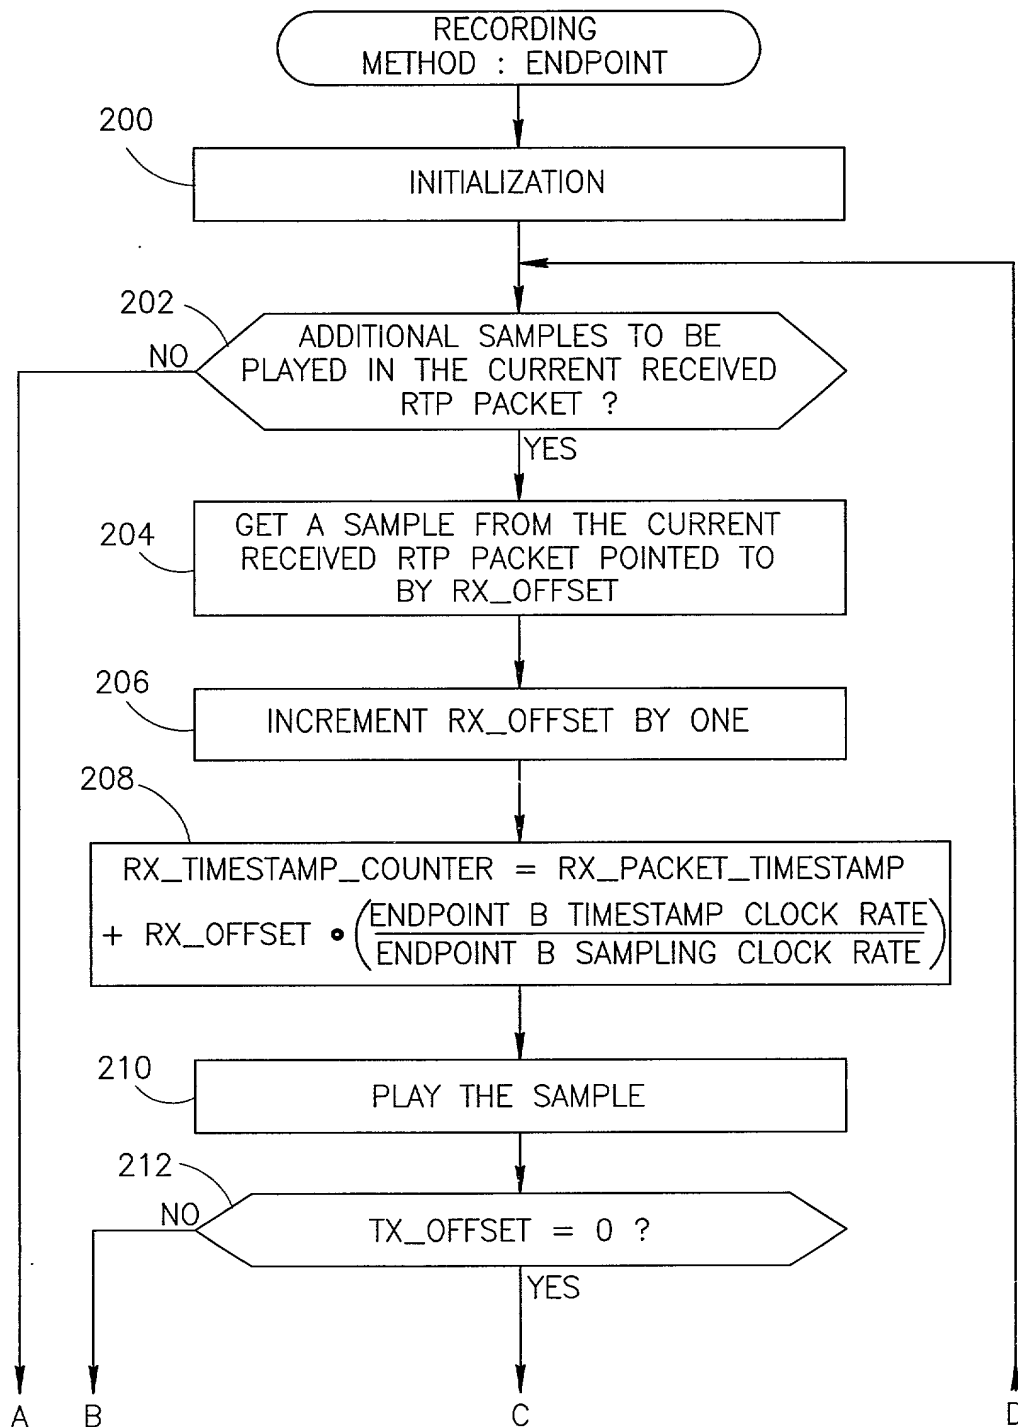 RECORDING
METHOD : ENDPOINT
200
INITIALIZATION
202
NO
ADDITIONAL SAMPLES TO BE
PLAYED IN THE CURRENT RECEIVED
RTP PACKET ?
YES
204
GET A SAMPLE FROM THE CURRENT
RECEIVED RTP PACKET POINTED TO
BY RX_OFFSET
206
INCREMENT RX_OFFSET BY ONE
208
RX_TIMESTAMP_COUNTER = RX_PACKET_TIMESTAMP
+ RX_OFFSET • (ENDPOINT B TIMESTAMP CLOCK RATE
ENDPOINT B SAMPLING CLOCK RATE)
210
PLAY THE SAMPLE
212
NO
TX_OFFSET = 0 ?
YES
A B C D